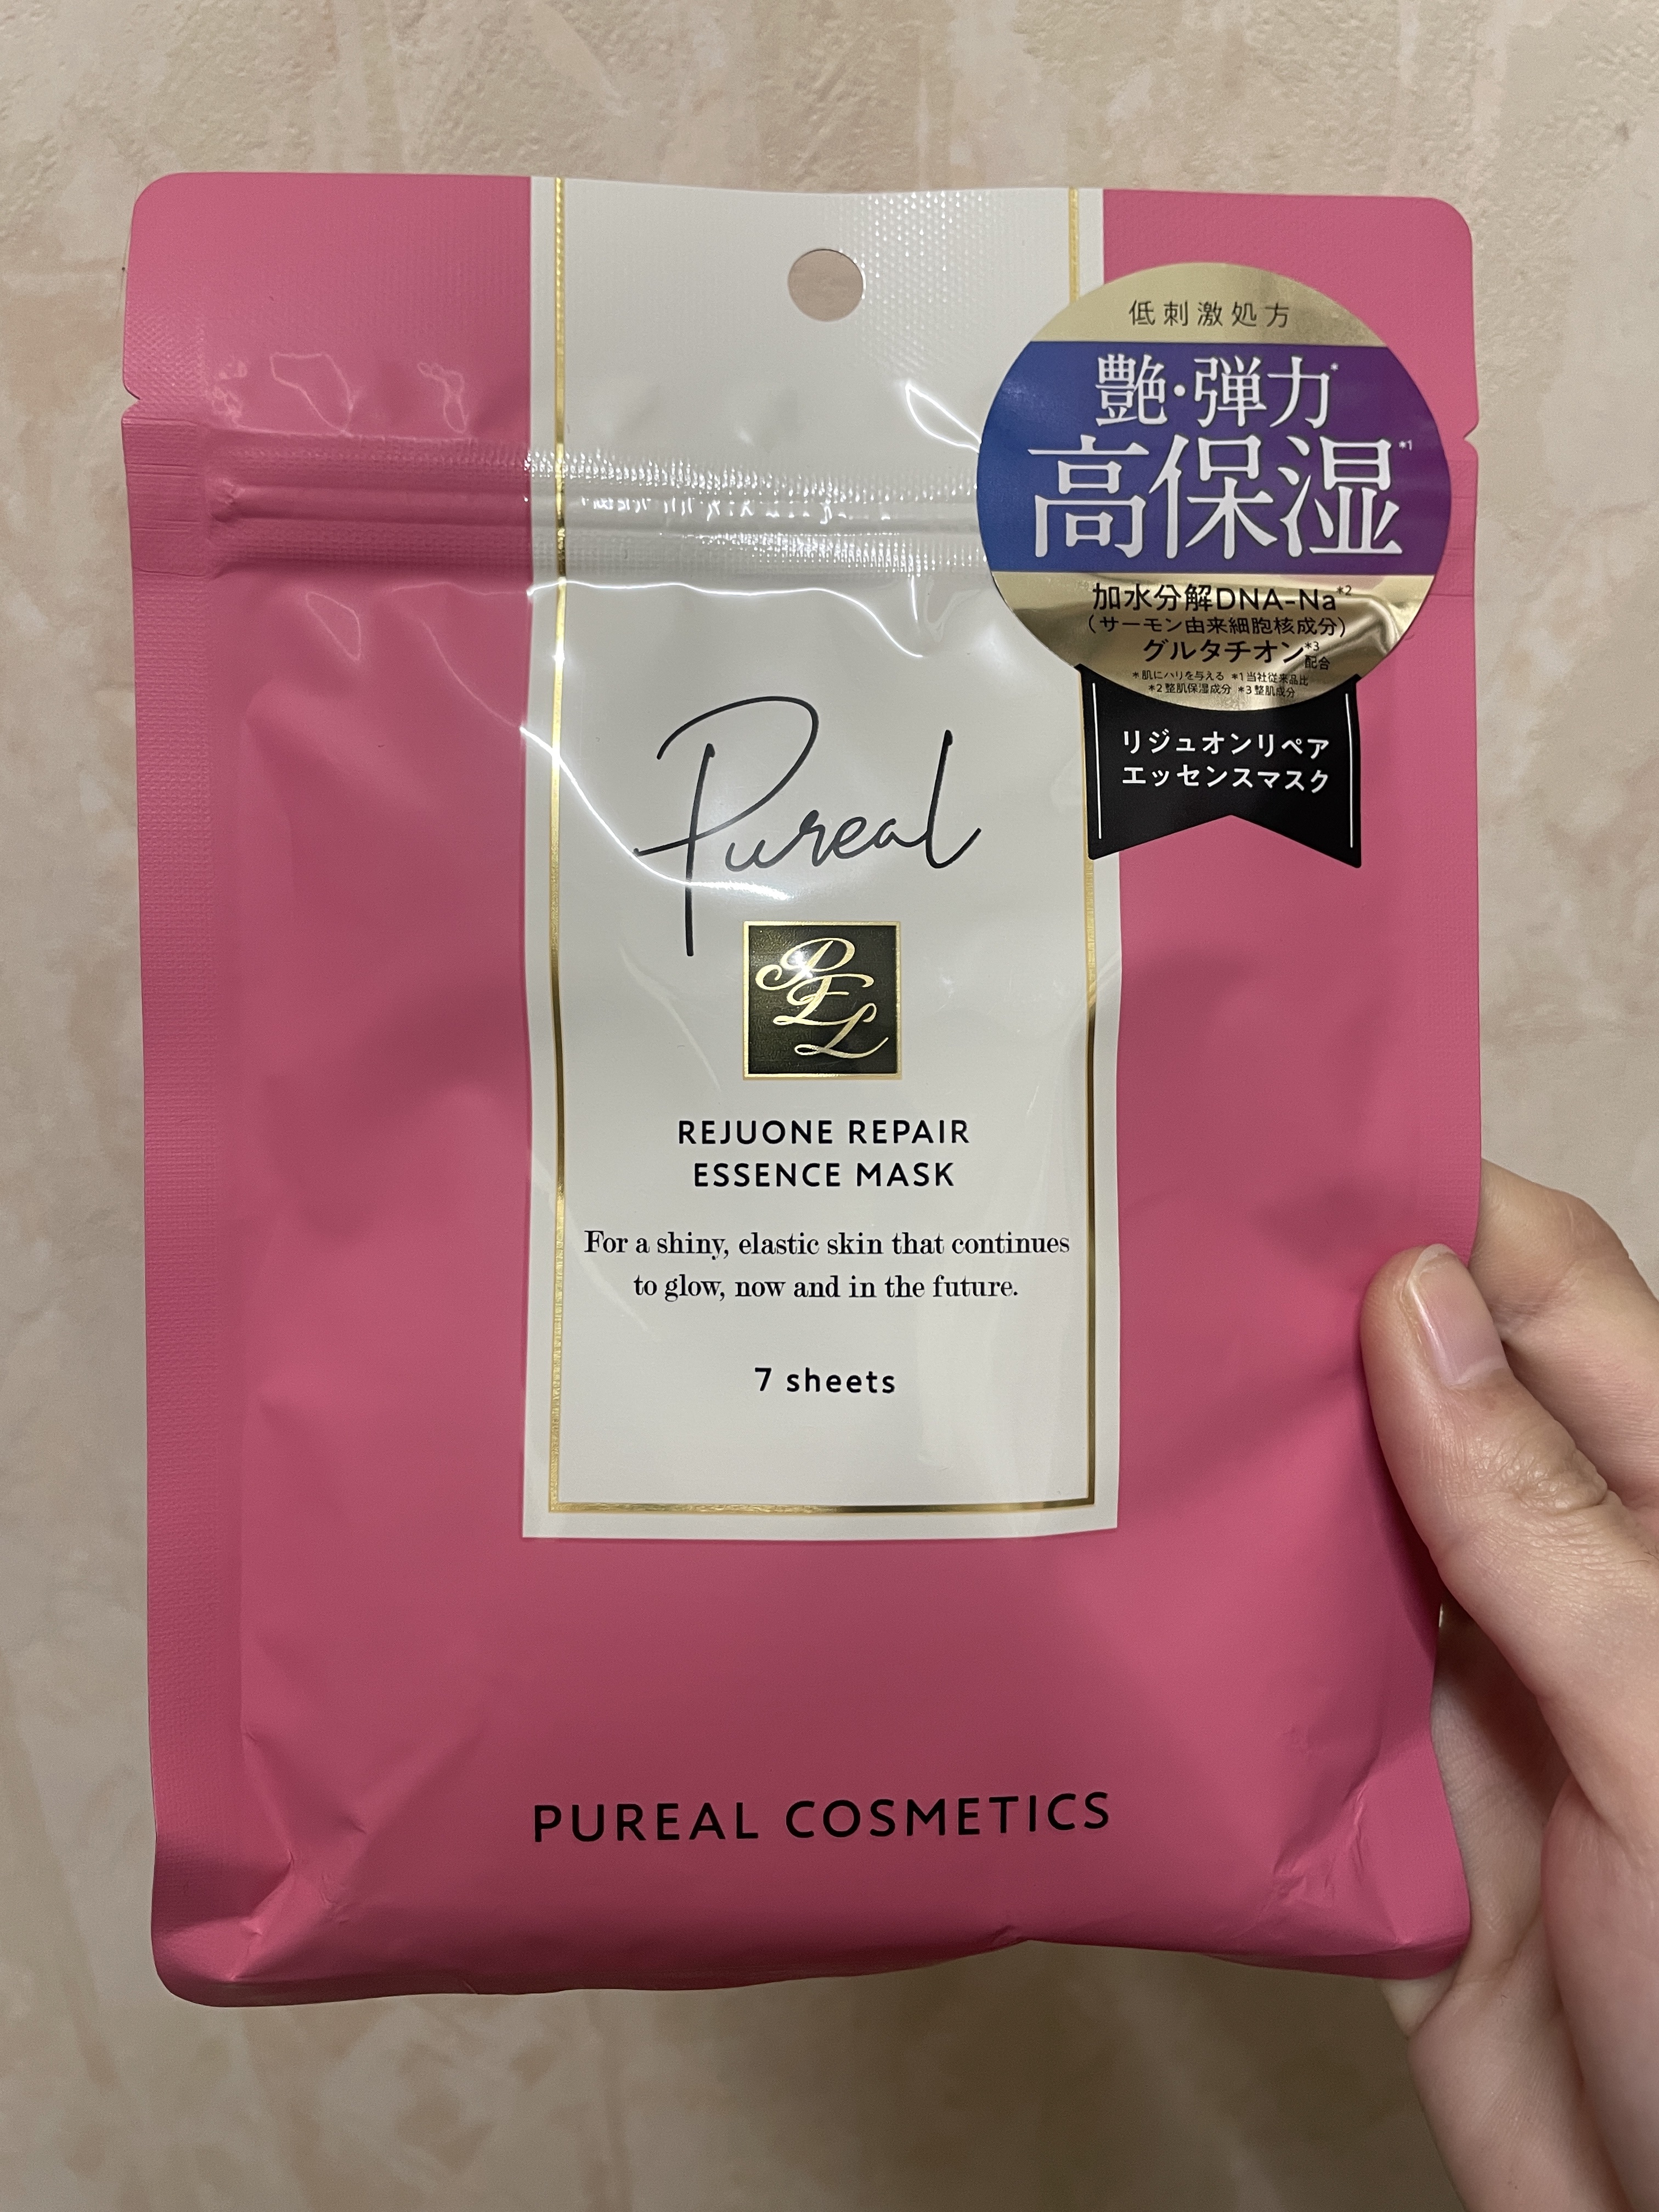 低刺激処方
艶・弾力*
高保湿*1
加水分解DNA-Na*2
(サーモン由来細胞核成分)
グルタチオン*3配合
*肌にハリを与える *1当社従来品比
*2整肌保湿成分 *3整肌成分
リジュオンリペア
エッセンスマスク
Pureal
PEL
REJUONE REPAIR
ESSENCE MASK
For a shiny, elastic skin that continues
to glow, now and in the future.
7 sheets
PUREAL COSMETICS